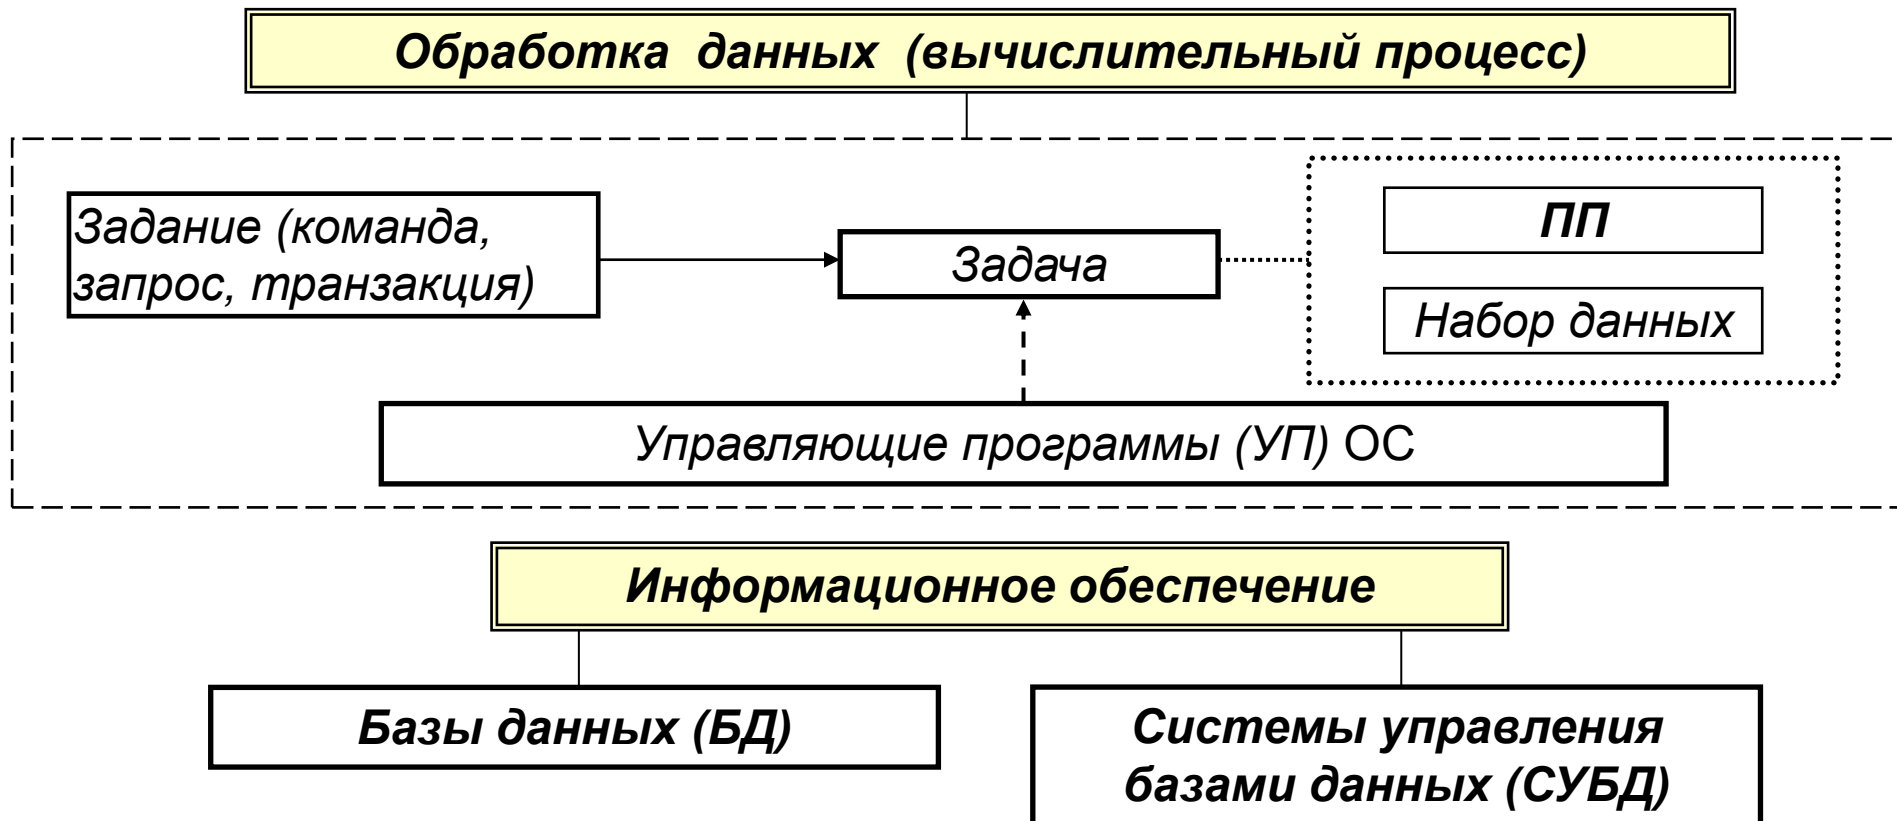 Обработка данных (вычислительный процесс)
Задание (команда,
запрос, транзакция)
Задача
ПП
Набор данных
Управляющие программы (УП) ОС
Информационное обеспечение
Базы данных (БД)
Системы управления
базами данных (СУБД)